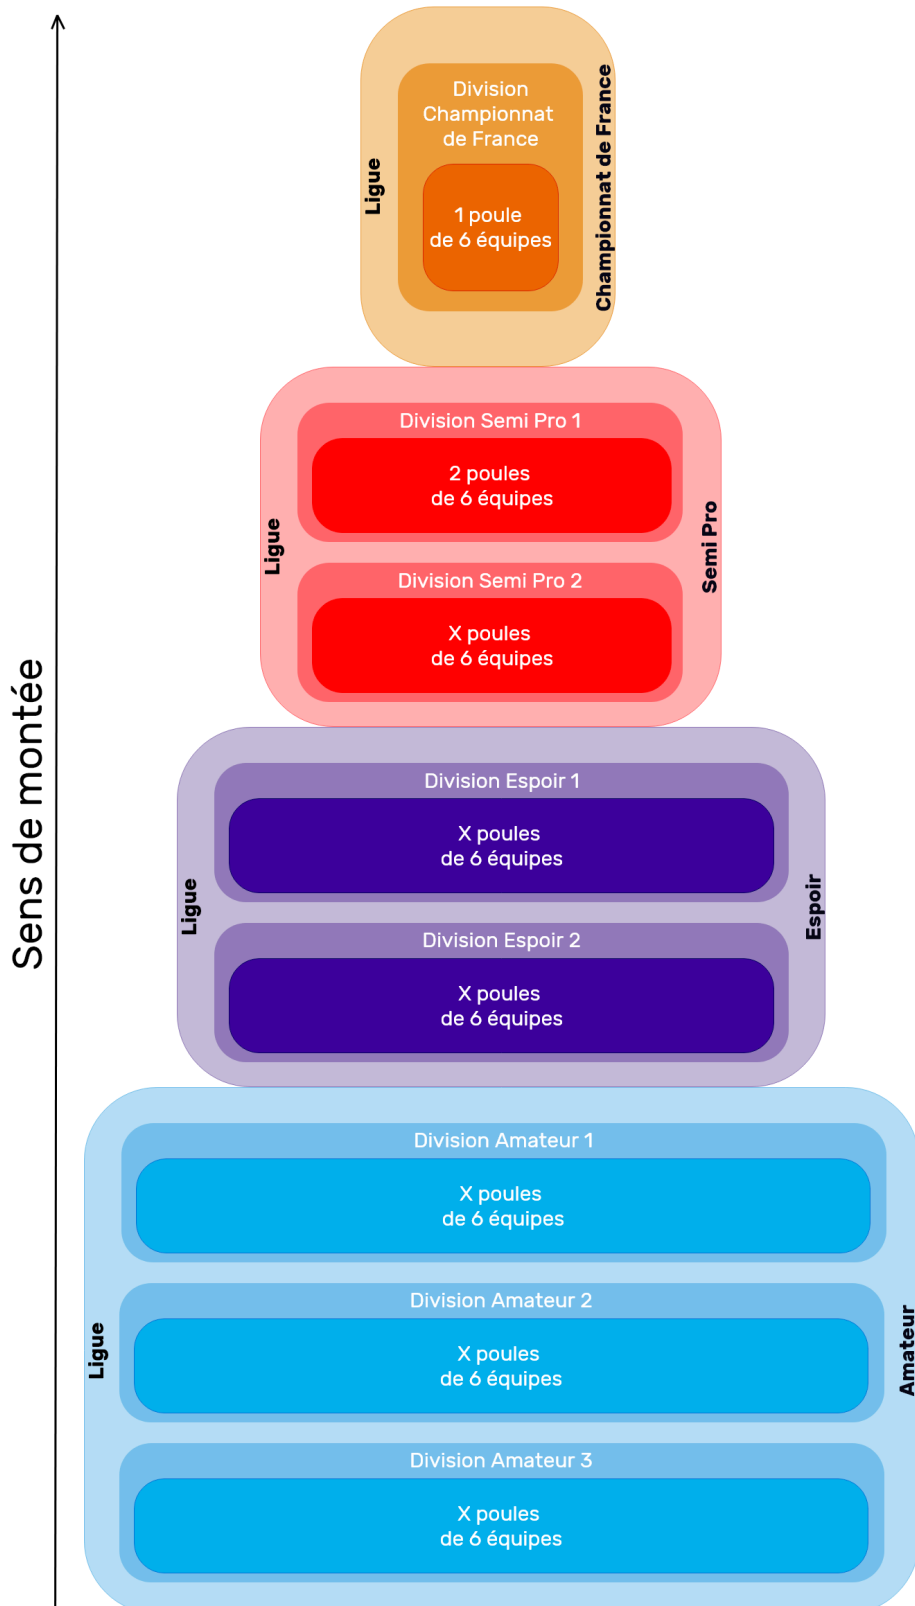 Sens de montée
Ligue
Championnat de France
Division
Championnat
de France
1 poule
de 6 équipes
Ligue
Semi Pro
Division Semi Pro 1
2 poules
de 6 équipes
Division Semi Pro 2
X poules
de 6 équipes
Ligue
Espoir
Division Espoir 1
X poules
de 6 équipes
Division Espoir 2
X poules
de 6 équipes
Ligue
Amateur
Division Amateur 1
X poules
de 6 équipes
Division Amateur 2
X poules
de 6 équipes
Division Amateur 3
X poules
de 6 équipes